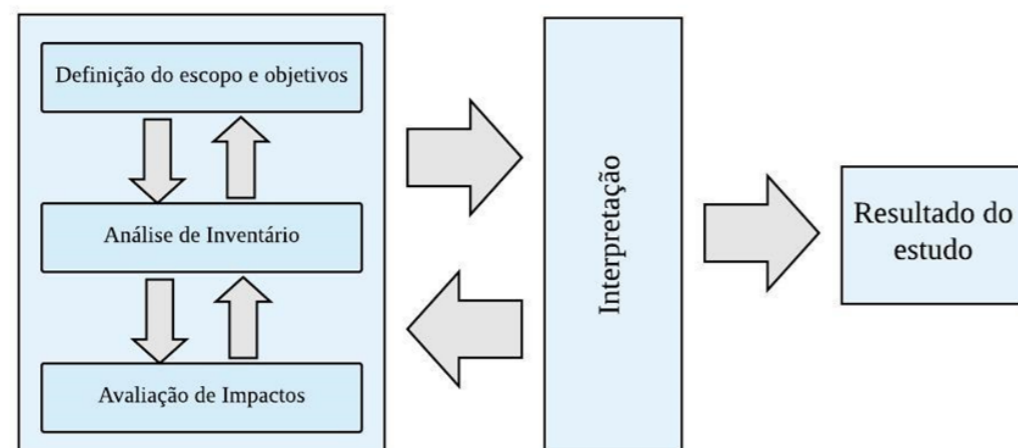 Definição do escopo e objetivos
Análise de Inventário
Avaliação de Impactos
Interpretação
Resultado do
estudo